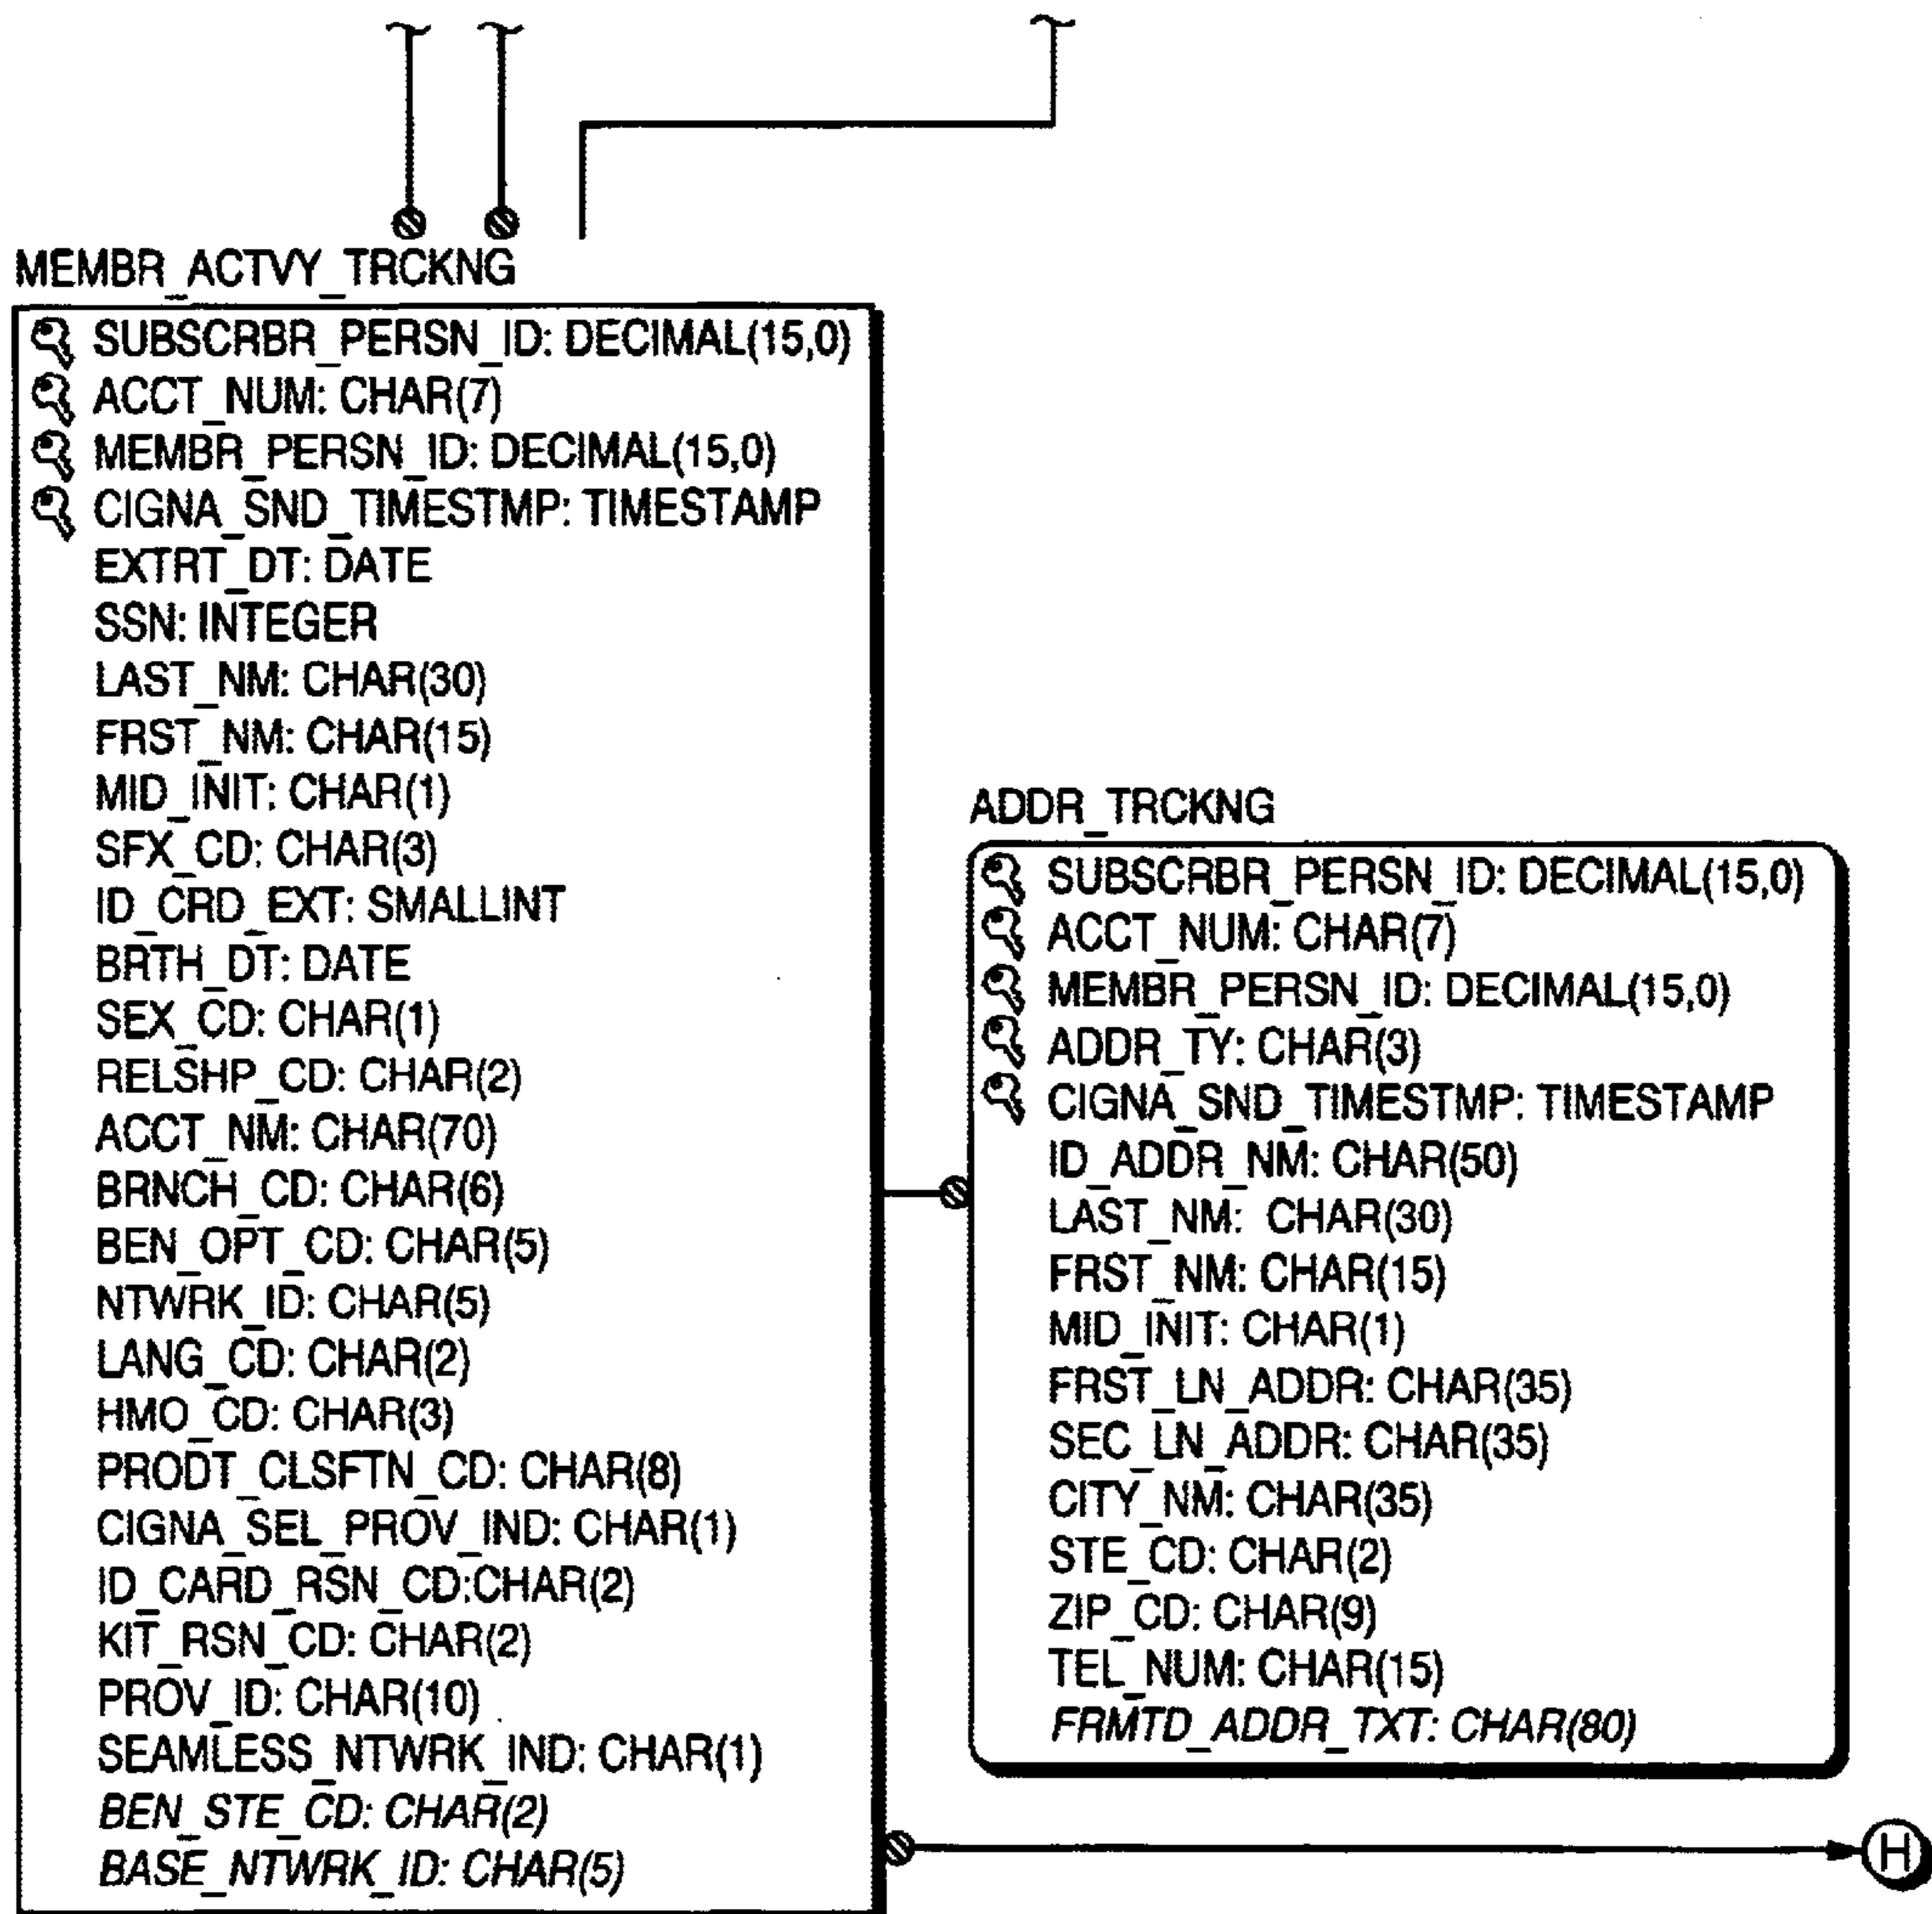 MEMBR_ACTVY_TRCKNG
SUBSCRBR_PERSN_ID: DECIMAL(15,0)
ACCT_NUM: CHAR(7)
MEMBR_PERSN_ID: DECIMAL(15,0)
CIGNA_SND_TIMESTMP: TIMESTAMP
EXTRT_DT: DATE
SSN: INTEGER
LAST_NM: CHAR(30)
FRST_NM: CHAR(15)
MID_INIT: CHAR(1)
SFX_CD: CHAR(3)
ID_CRD_EXT: SMALLINT
BRTH_DT: DATE
SEX_CD: CHAR(1)
RELSHP_CD: CHAR(2)
ACCT_NM: CHAR(70)
BRNCH_CD: CHAR(6)
BEN_OPT_CD: CHAR(5)
NTWRK_ID: CHAR(5)
LANG_CD: CHAR(2)
HMO_CD: CHAR(3)
PRODT_CLSFTN_CD: CHAR(8)
CIGNA_SEL_PROV_IND: CHAR(1)
ID_CARD_RSN_CD:CHAR(2)
KIT_RSN_CD: CHAR(2)
PROV_ID: CHAR(10)
SEAMLESS_NTWRK_IND: CHAR(1)
BEN_STE_CD: CHAR(2)
BASE_NTWRK_ID: CHAR(5)
ADDR_TRCKNG
SUBSCRBR_PERSN_ID: DECIMAL(15,0)
ACCT_NUM: CHAR(7)
MEMBR_PERSN_ID: DECIMAL(15,0)
ADDR_TY: CHAR(3)
CIGNA_SND_TIMESTMP: TIMESTAMP
ID_ADDR_NM: CHAR(50)
LAST_NM: CHAR(30)
FRST_NM: CHAR(15)
MID_INIT: CHAR(1)
FRST_LN_ADDR: CHAR(35)
SEC_LN_ADDR: CHAR(35)
CITY_NM: CHAR(35)
STE_CD: CHAR(2)
ZIP_CD: CHAR(9)
TEL_NUM: CHAR(15)
FRMTD_ADDR_TXT: CHAR(80)
H